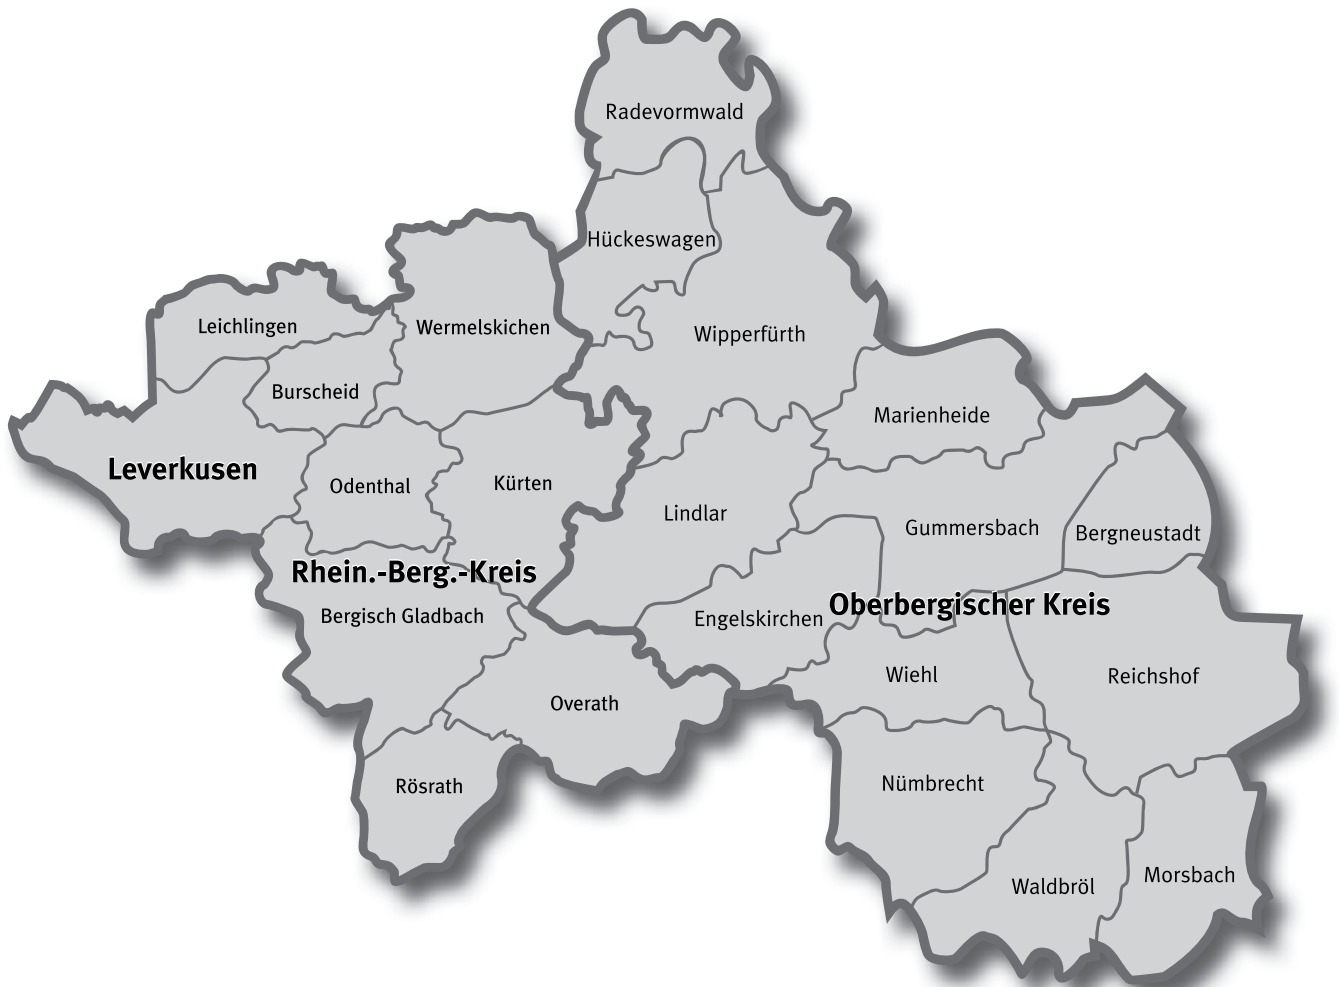 Radevormwald
Hückeswagen
Leichlingen
Wermelskichen
Wipperfürth
Burscheid
Marienheide
Leverkusen
Odenthal
Kürten
Lindlar
Gummersbach
Bergneustadt
Rhein.-Berg.-Kreis
Bergisch Gladbach
Engelskirchen
Oberbergischer Kreis
Wiehl
Reichshof
Overath
Rösrath
Nümbrecht
Waldbröl
Morsbach